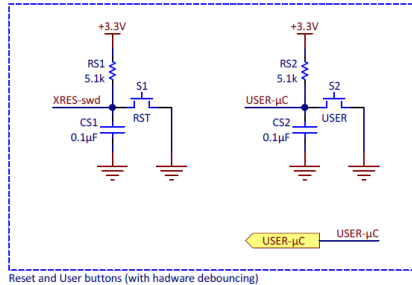 +3.3V
+3.3V
RS1
5.1k
RS2
5.1k
S1
S2
XRES-swd
USER-µC
RST
USER
CS1
0.1µF
CS2
0.1µF
USER-µC
USER-µC
Reset and User buttons (with hadware debouncing)